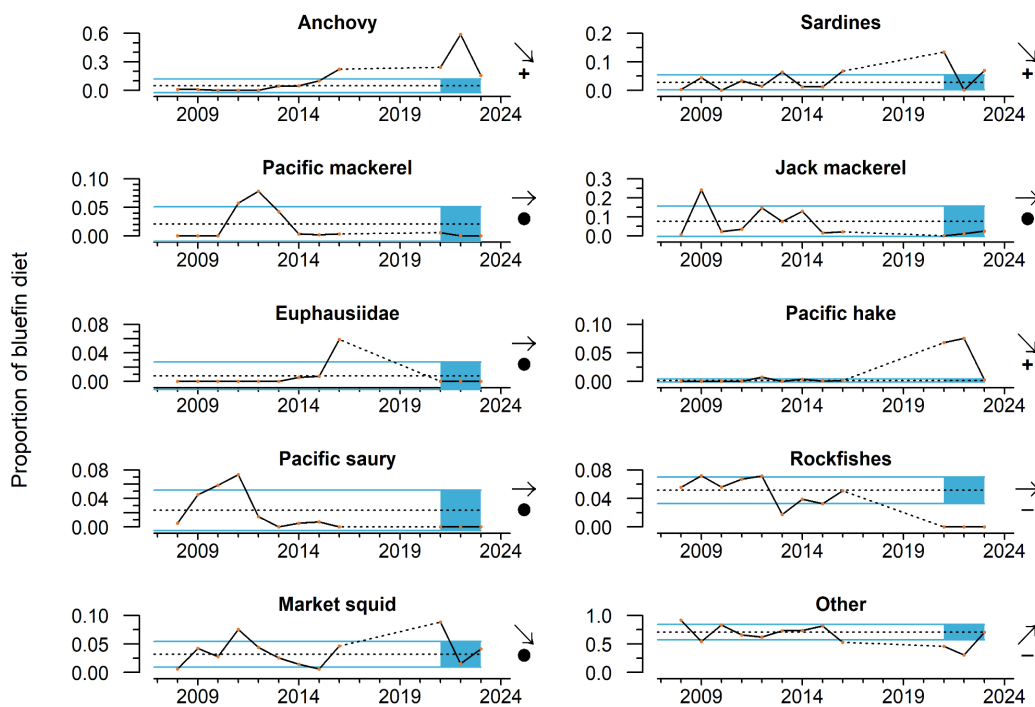 Proportion of bluefin diet
Anchovy
0.6
0.3
0.0
2009 2014 2019 2024
+
Sardines
0.2
0.1
0.0
2009 2014 2019 2024
+
Pacific mackerel
0.10
0.05
0.00
2009 2014 2019 2024
Jack mackerel
0.3
0.2
0.1
0.0
2009 2014 2019 2024
Euphausiidae
0.08
0.04
0.00
2009 2014 2019 2024
Pacific hake
0.10
0.05
0.00
2009 2014 2019 2024
+
Pacific saury
0.08
0.04
0.00
2009 2014 2019 2024
Rockfishes
0.08
0.04
0.00
2009 2014 2019 2024
−
Market squid
0.10
0.05
0.00
2009 2014 2019 2024
Other
1.0
0.5
0.0
2009 2014 2019 2024
−